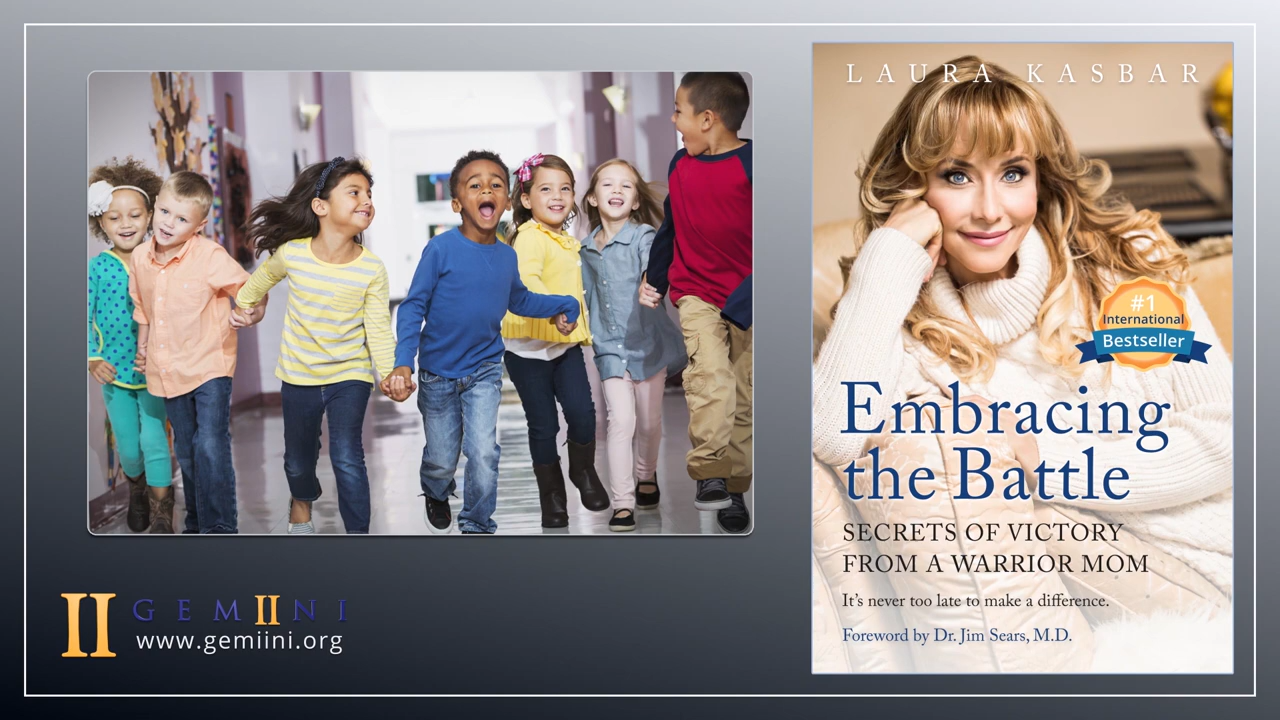 LAURA KASBAR
#1
International
Bestseller
Embracing
the Battle
SECRETS OF VICTORY
FROM A WARRIOR MOM
It's never too late to make a difference.
Foreword by Dr. Jim Sears, M.D.
II GEMIINI
www.gemiini.org